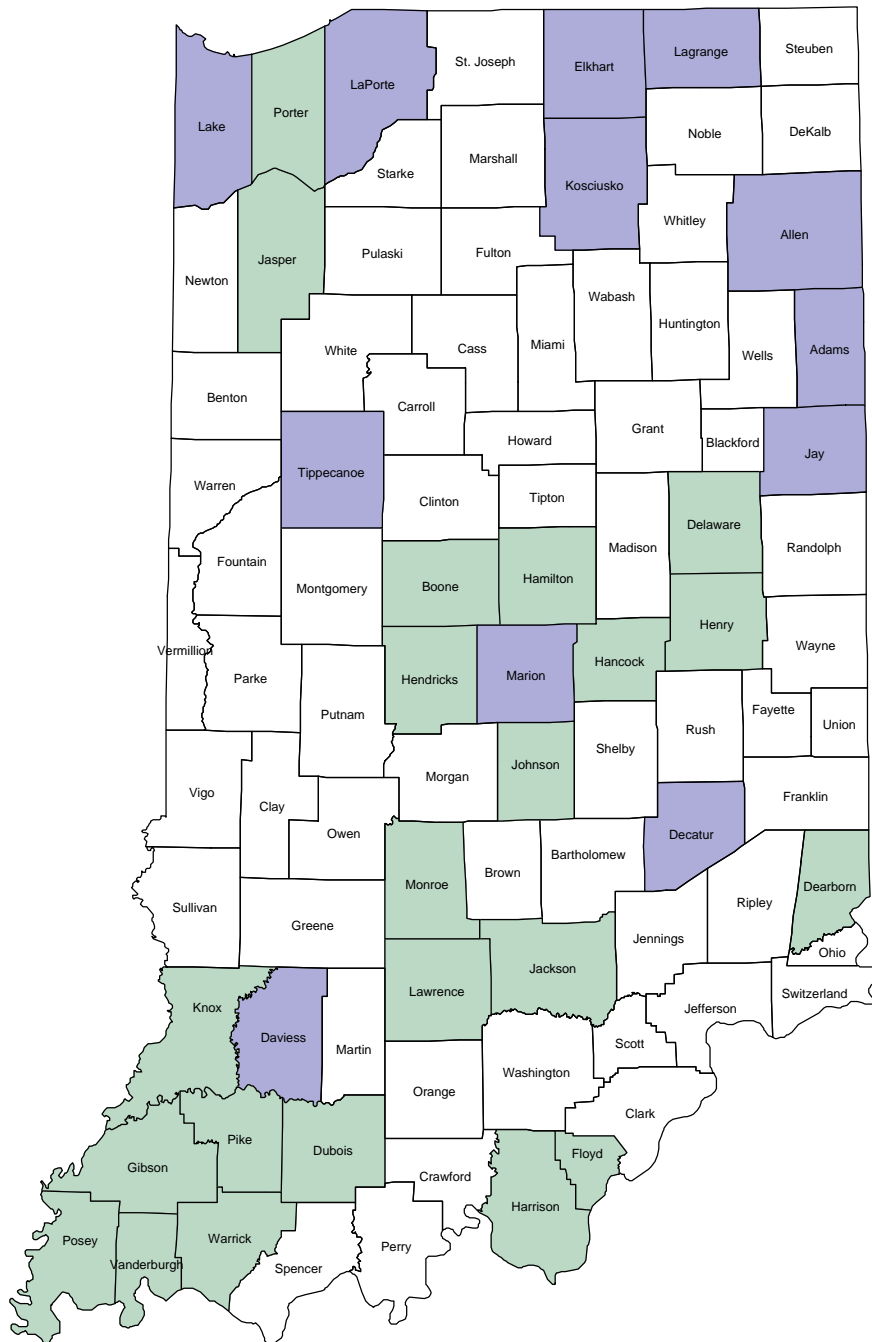 Steuben
St. Joseph
Lagrange
Elkhart
LaPorte
Porter
Lake
Noble
DeKalb
Marshall
Starke
Kosciusko
Whitley
Allen
Jasper
Pulaski
Fulton
Newton
Wabash
Huntington
White
Cass
Miami
Wells
Adams
Benton
Carroll
Grant
Howard
Blackford
Jay
Tippecanoe
Warren
Clinton
Tipton
Delaware
Madison
Randolph
Fountain
Montgomery
Boone
Hamilton
Henry
Vermillion
Wayne
Parke
Hendricks
Marion
Hancock
Putnam
Fayette
Union
Rush
Shelby
Johnson
Morgan
Vigo
Clay
Franklin
Owen
Decatur
Bartholomew
Brown
Monroe
Dearborn
Ripley
Sullivan
Greene
Jennings
Ohio
Jackson
Lawrence
Switzerland
Knox
Jefferson
Daviess
Martin
Scott
Washington
Orange
Clark
Pike
Dubois
Floyd
Gibson
Crawford
Harrison
Posey
Warrick
Perry
Vanderburgh
Spencer